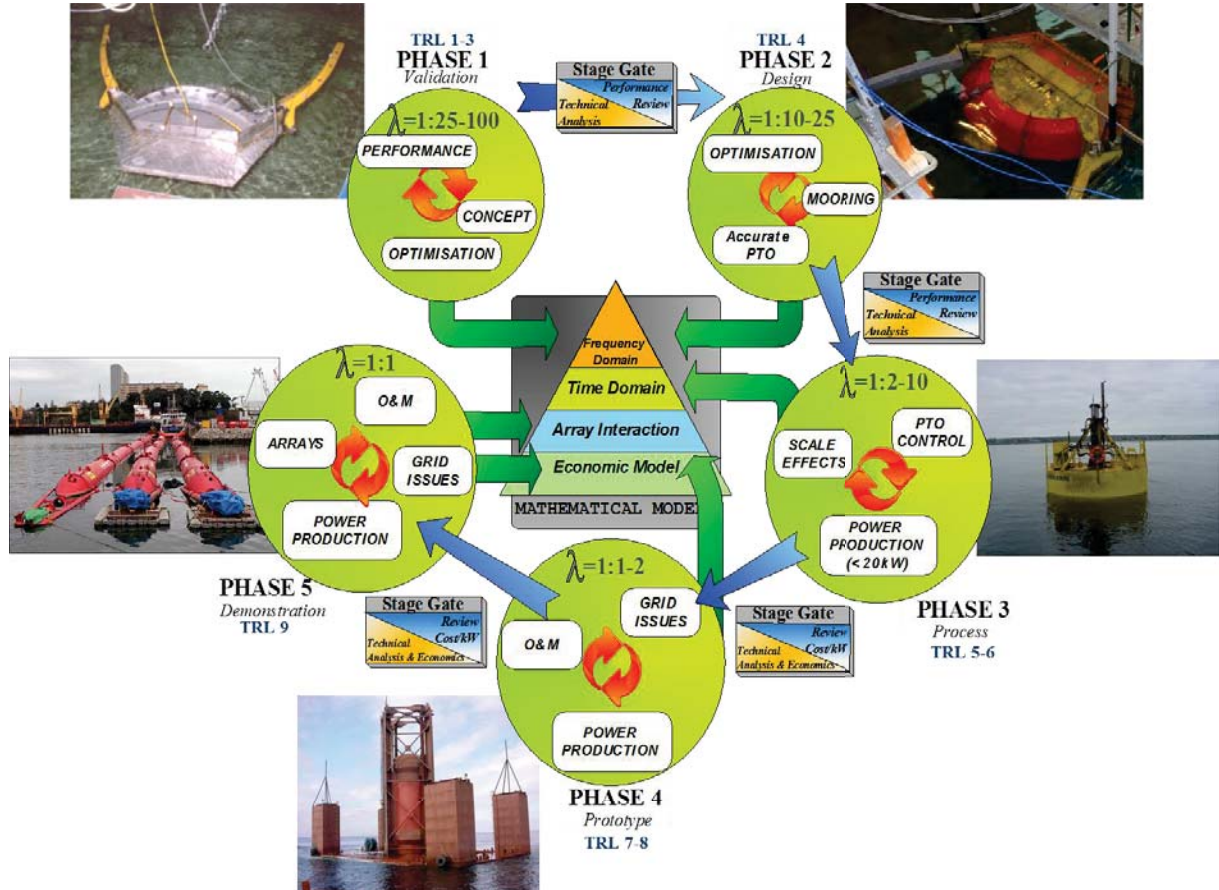 TRL 1-3
PHASE 1
Validation
λ=1:25-100
PERFORMANCE
CONCEPT
OPTIMISATION
Stage Gate
Performance
Review
Technical
Analysis
TRL 4
PHASE 2
Design
λ=1:10-25
OPTIMISATION
MOORING
Accurate
PTO
Stage Gate
Performance
Review
Technical
Analysis
λ=1:2-10
PTO
CONTROL
SCALE
EFFECTS
POWER
PRODUCTION
(< 20kW)
PHASE 3
Process
TRL 5-6
Stage Gate
Review
Cost/kW
Technical
Analysis & Economics
λ=1:1-2
GRID
ISSUES
O&M
POWER
PRODUCTION
PHASE 4
Prototype
TRL 7-8
Stage Gate
Review
Cost/kW
Technical
Analysis & Economics
λ=1:1
O&M
ARRAYS
GRID
ISSUES
POWER
PRODUCTION
PHASE 5
Demonstration
TRL 9
Frequency
Domain
Time Domain
Array Interaction
Economic Model
MATHEMATICAL MODEL